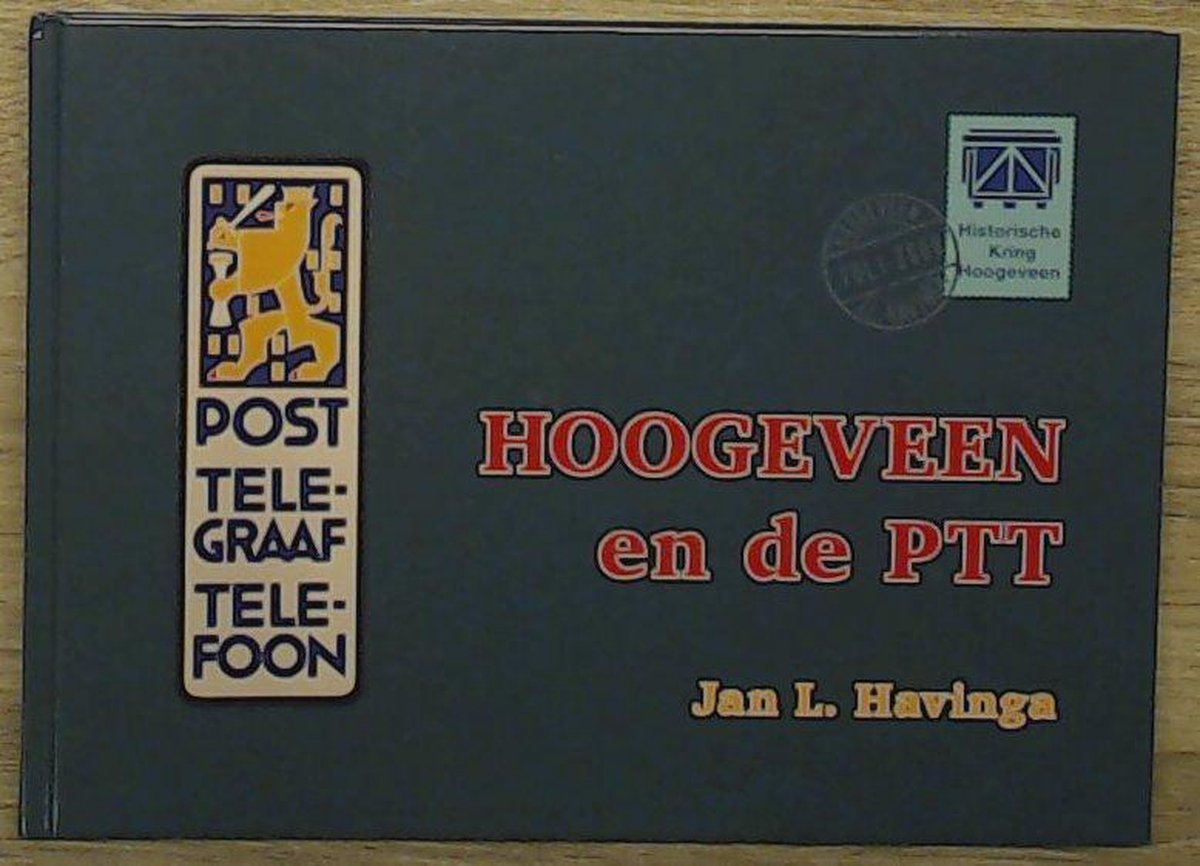 POST
TELE-
GRAAF
TELE-
FOON
Historische
Kring
Hoogeveen
HOOGEVEEN
en de PTT
Jan L. Havinga